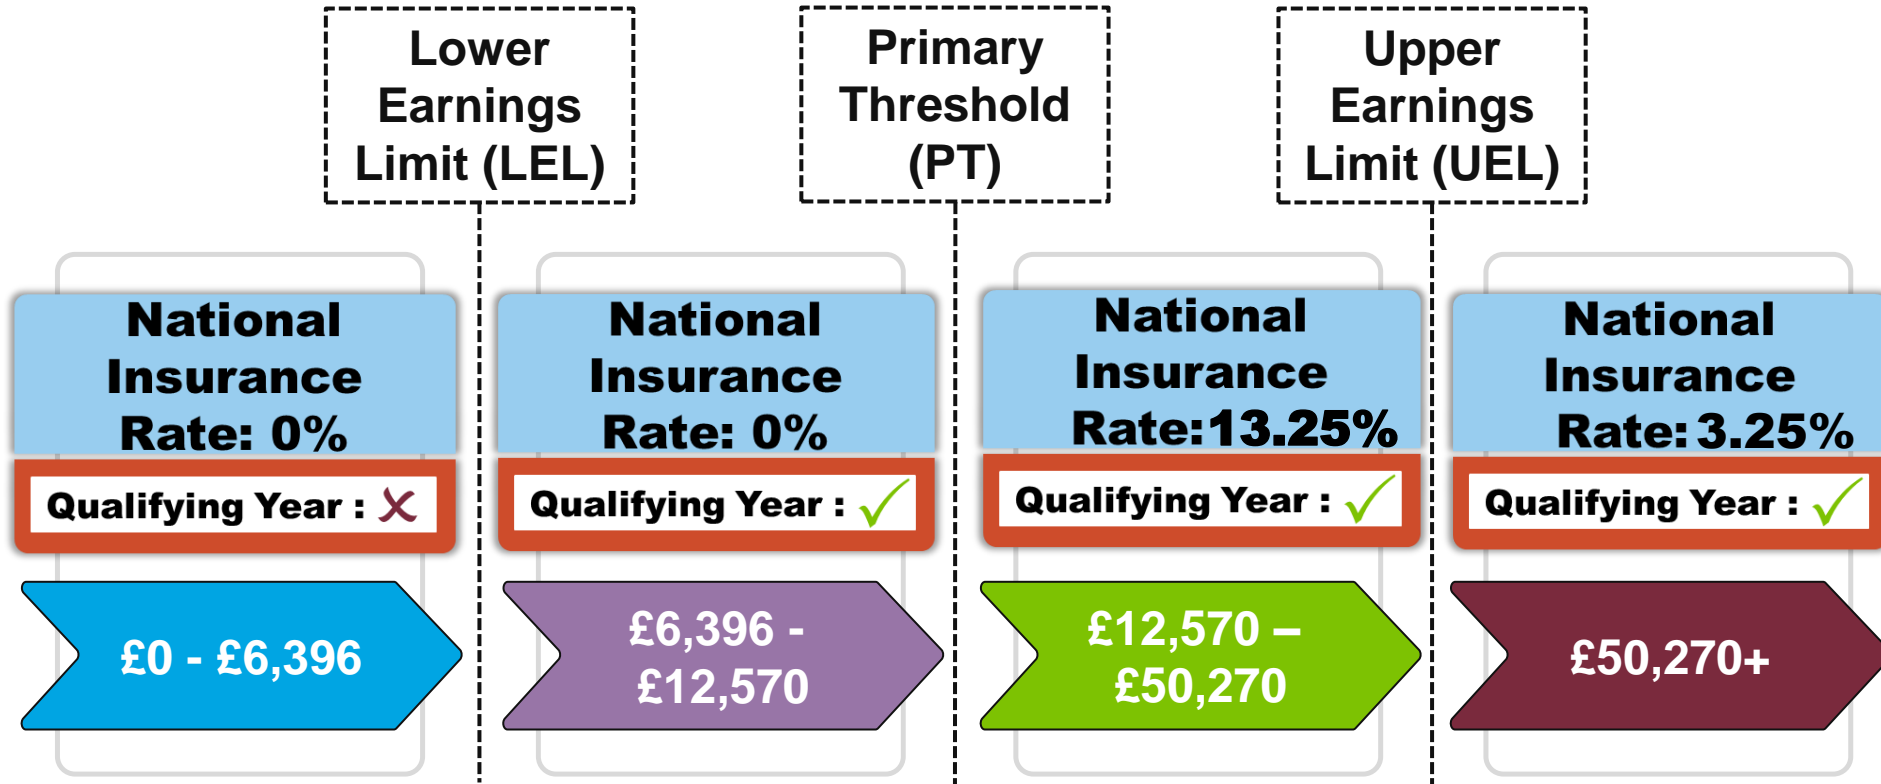 Lower
Earnings
Limit (LEL)
Primary
Threshold
(PT)
Upper
Earnings
Limit (UEL)
National
Insurance
Rate: 0%
Qualifying Year :
£0 - £6,396
National
Insurance
Rate: 0%
Qualifying Year :
£6,396 -
£12,570
National
Insurance
Rate: 13.25%
Qualifying Year :
£12,570 –
£50,270
National
Insurance
Rate: 3.25%
Qualifying Year :
£50,270+